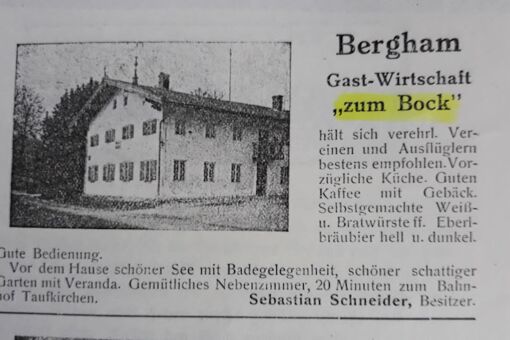 Bergham
Gast-Wirtschaft
„zum Bock"
hält sich verehrl. Ver-
einen und Ausflüglern
bestens empfohlen. Vor-
zügliche Küche. Guten
Kaffee mit Gebäck.
Selbstgemachte Weiß-
u. Bratwürste ff. Eberl-
bräubier hell u. dunkel.
Gute Bedienung.
Vor dem Hause schöner See mit Badegelegenheit, schöner schattiger
Garten mit Veranda. Gemütliches Nebenzimmer, 20 Minuten zum Bahn-
hof Taufkirchen. Sebastian Schneider, Besitzer.